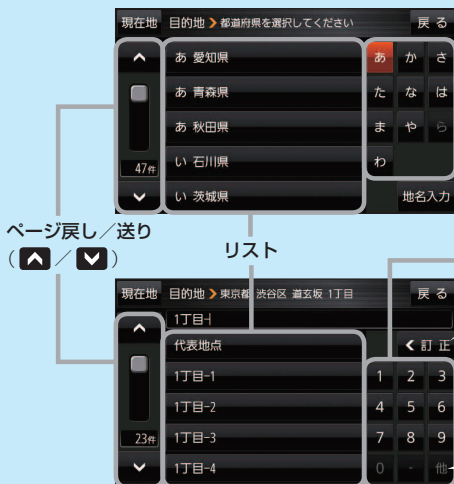 現在地 目的地 > 都道府県を選択してください 戻 る
あ 愛知県 あ か さ
あ 青森県 た な は
あ 秋田県 ま や ら
47件 い 石川県 わ
い 茨城県 地名入力
ページ戻し／送り
( / )
リスト
現在地 目的地 > 東京都 渋谷区 道玄坂 1丁目 戻 る
1丁目-
代表地点 訂 正
1丁目-1 1 2 3
1丁目-2 4 5 6
23件 1丁目-3 7 8 9
1丁目-4 0 - 他